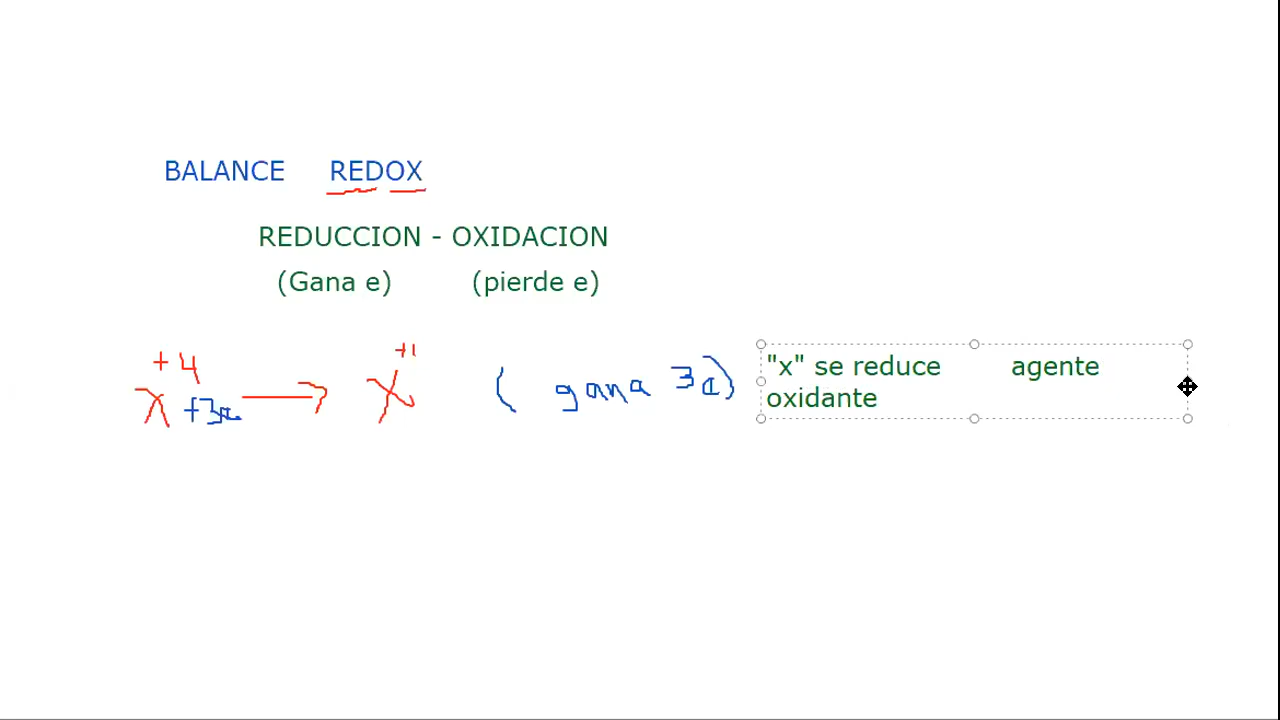 BALANCE REDOX
REDUCCION - OXIDACION
(Gana e) (pierde e)
x+4 +3e → x+1 ( gana 3e) "x" se reduce agente
oxidante